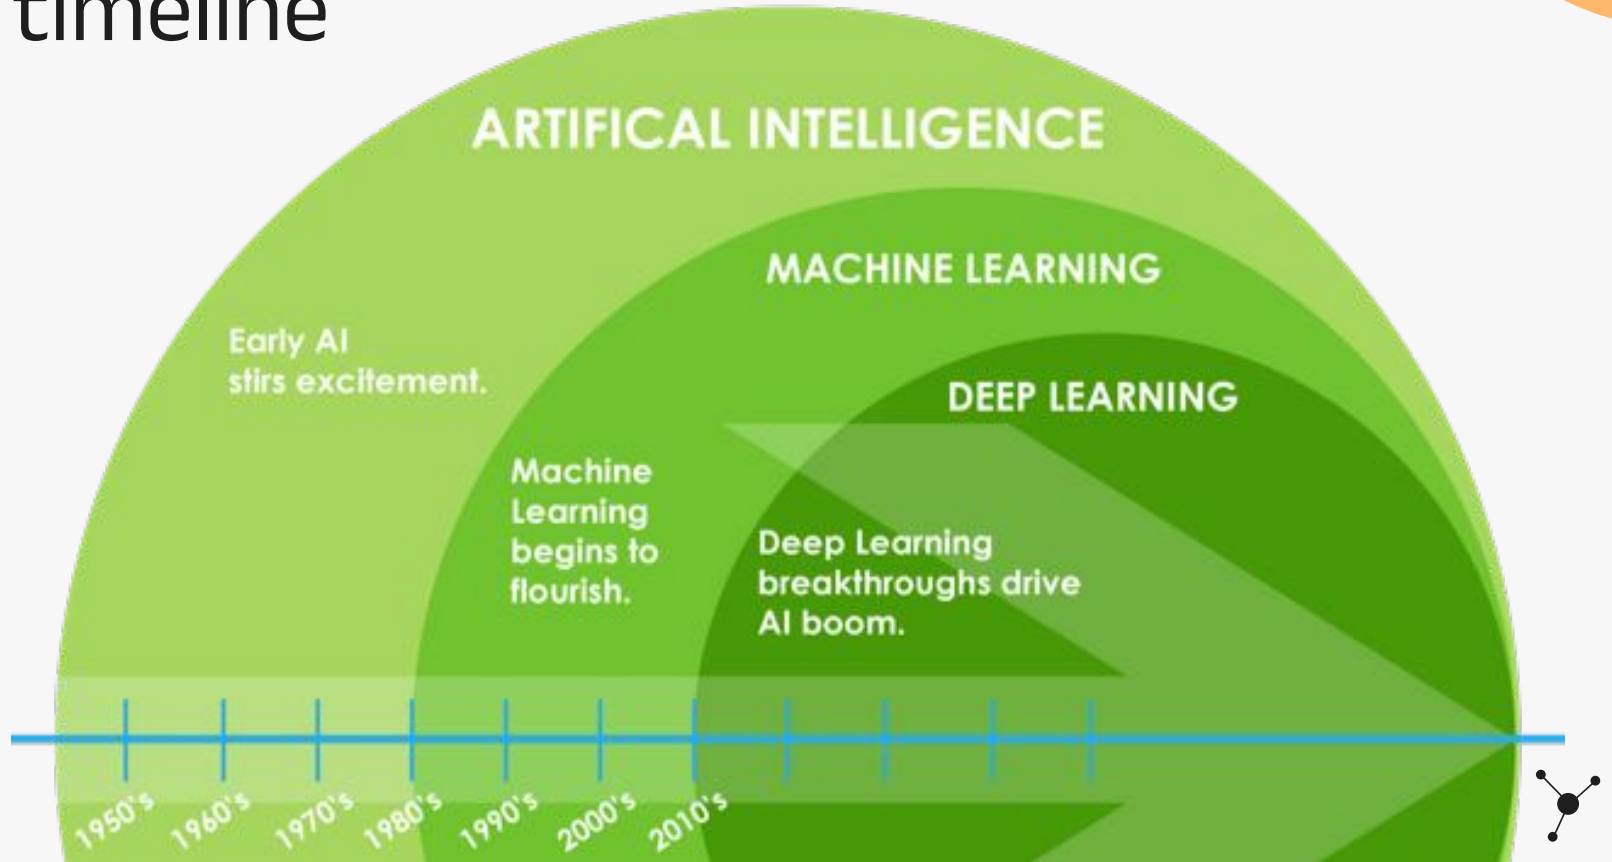 timeline
ARTIFICAL INTELLIGENCE
MACHINE LEARNING
Early AI
stirs excitement.
DEEP LEARNING
Machine
Learning
begins to
flourish.
Deep Learning
breakthroughs drive
AI boom.
1950's
1960's
1970's
1980's
1990's
2000's
2010's